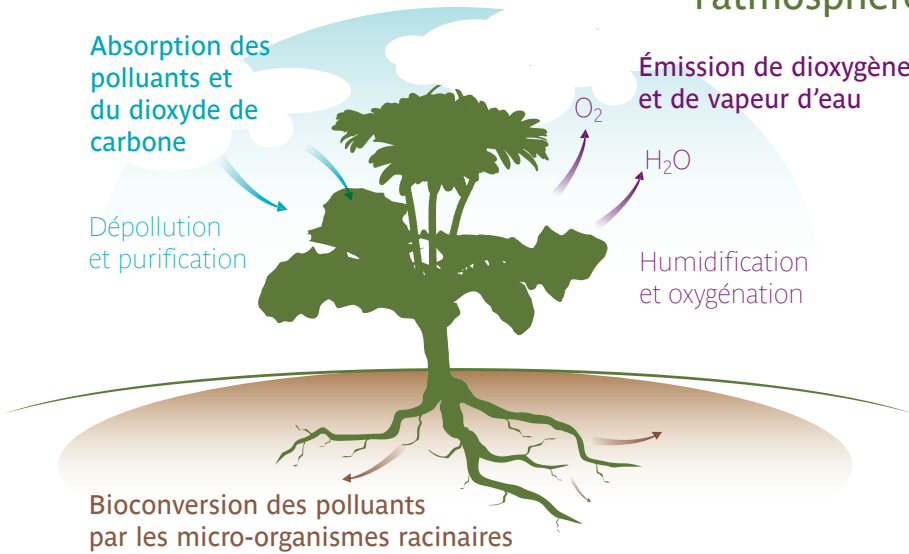 l'atmosphère
Absorption des
polluants et
du dioxyde de
carbone
Émission de dioxygène
et de vapeur d'eau
O₂
H₂O
Dépollution
et purification
Humidification
et oxygénation
Bioconversion des polluants
par les micro-organismes racinaires